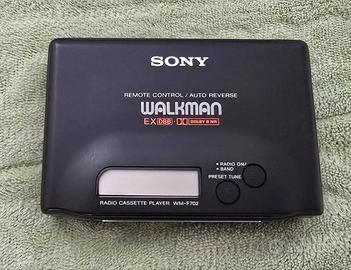 SONY
REMOTE CONTROL / AUTO REVERSE
WALKMAN
EX DBB · DOLBY B NR
• RADIO ON/
• BAND
PRESET TUNE
RADIO CASSETTE PLAYER WM-F702